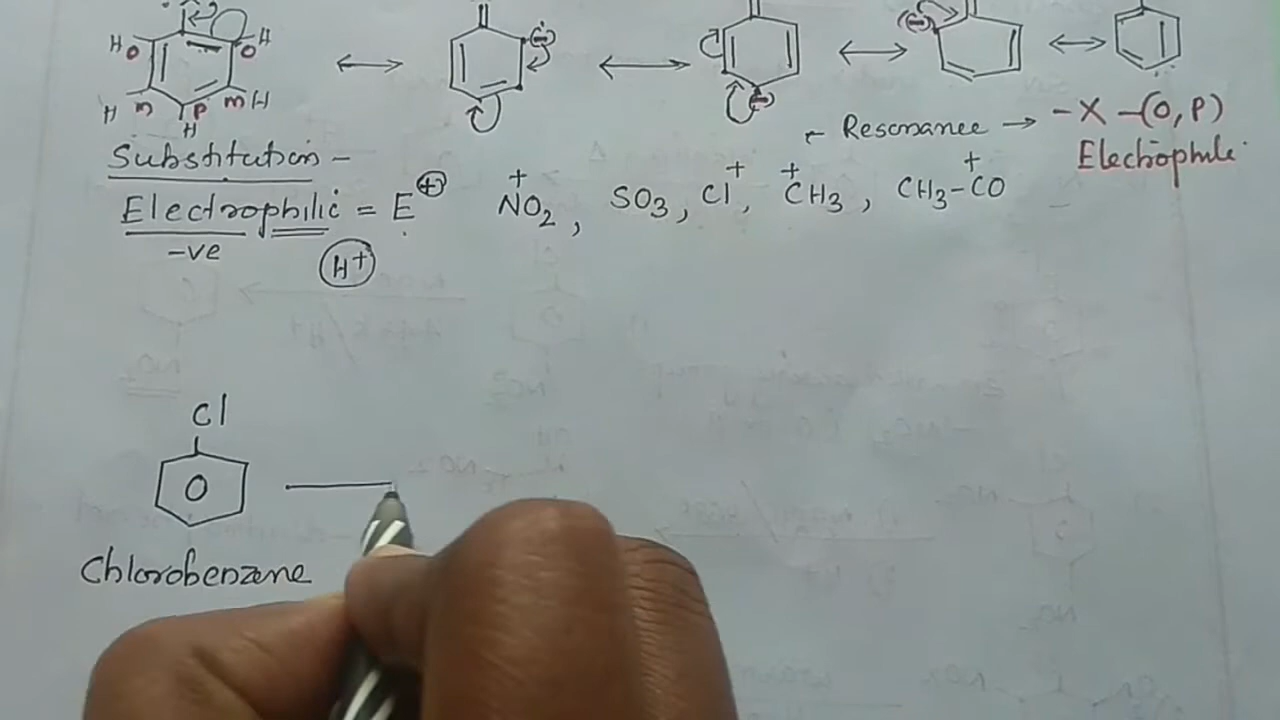 H O O H
H m m H
P
H
← Resonance → -X -(O, P)
Electrophile
Substitution -
Electrophilic = E⊕ N⁺O2, SO3, Cl⁺, C⁺H3, CH3-C⁺O
-ve H+
Cl
Chlorobenzene